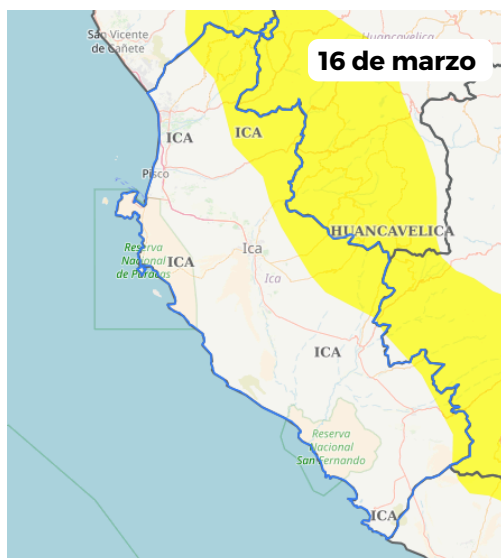 San Vicente
de Cañete
Huancavelica
16 de marzo
ICA
ICA
Pisco
HUANCAVELICA
Reserva
Nacional
de Paracas
ICA
Ica
Ica
ICA
Reserva
Nacional
San Fernando
ICA